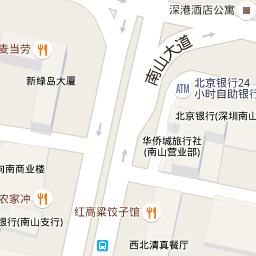 深港酒店公寓
南山大道
麦当劳
新绿岛大厦
ATM
北京银行24
小时自助银行
北京银行(深圳南山
华侨城旅行社
(南山营业部)
向南商业楼
农家冲
银行(南山支行)
红高粱饺子馆
西北清真餐厅